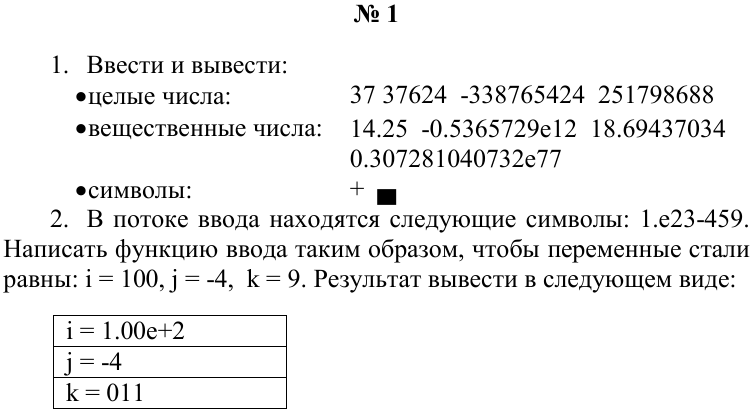 № 1
1. Ввести и вывести:
•целые числа: 37 37624 -338765424 251798688
•вещественные числа: 14.25 -0.5365729e12 18.69437034
0.307281040732e77
•символы: + ▄
2. В потоке ввода находятся следующие символы: 1.e23-459.
Написать функцию ввода таким образом, чтобы переменные стали
равны: i = 100, j = -4, k = 9. Результат вывести в следующем виде:
i = 1.00e+2
j = -4
k = 011